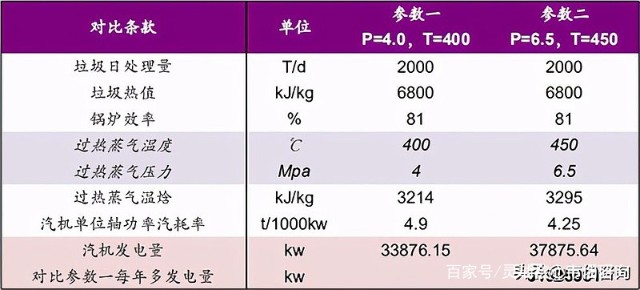 对比条款 单位 参数一 参数二
P=4.0，T=400 P=6.5，T=450
垃圾日处理量 T/d 2000 2000
垃圾热值 kJ/kg 6800 6800
锅炉效率 % 81 81
过热蒸气温度 ℃ 400 450
过热蒸气压力 Mpa 4 6.5
过热蒸气温焓 kJ/kg 3214 3295
汽机单位轴功率汽耗率 t/1000kw 4.9 4.25
汽机发电量 kw 33876.15 37875.64
对比参数一每年多发电量 kw
百家号/灵
头条
咨询